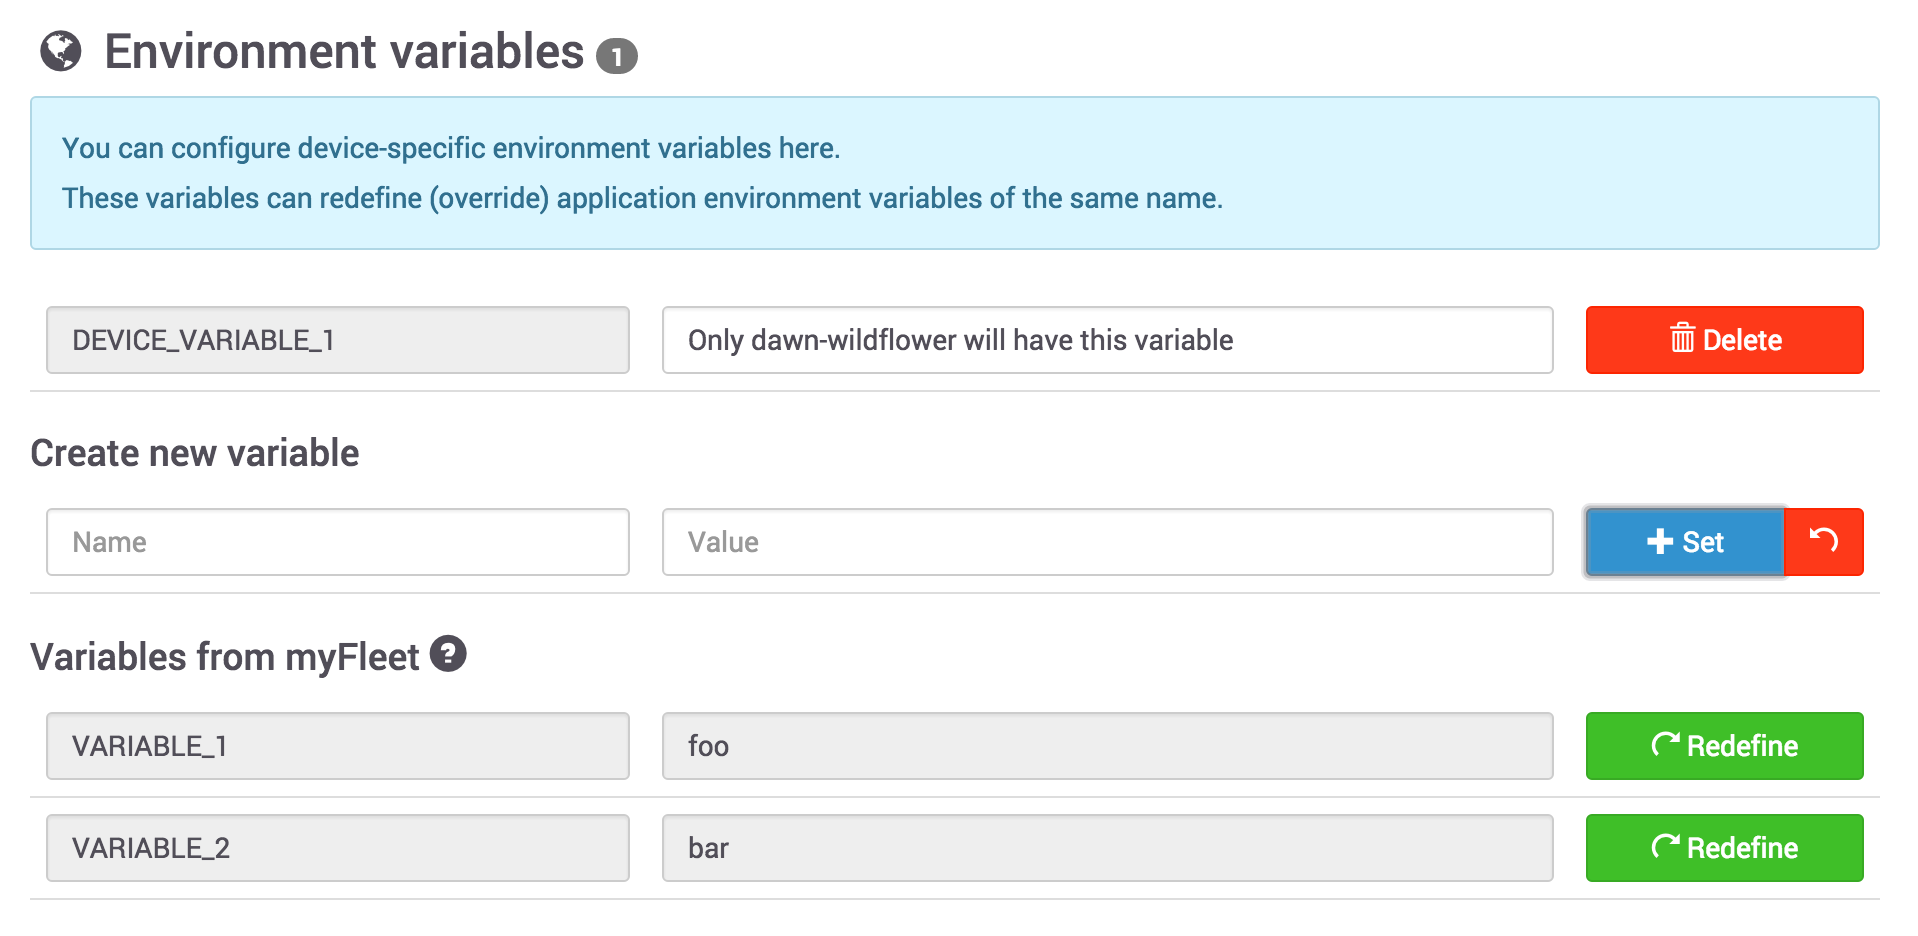 Environment variables 1
You can configure device-specific environment variables here.
These variables can redefine (override) application environment variables of the same name.
DEVICE_VARIABLE_1 Only dawn-wildflower will have this variable Delete
Create new variable
Name Value Set
Variables from myFleet ?
VARIABLE_1 foo Redefine
VARIABLE_2 bar Redefine